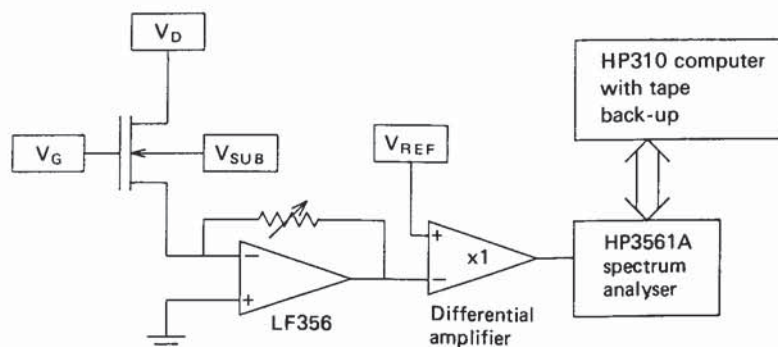 V_D
V_G
V_SUB
LF356
V_REF
+
−
−
+
x1
Differential
amplifier
HP310 computer
with tape
back-up
HP3561A
spectrum
analyser